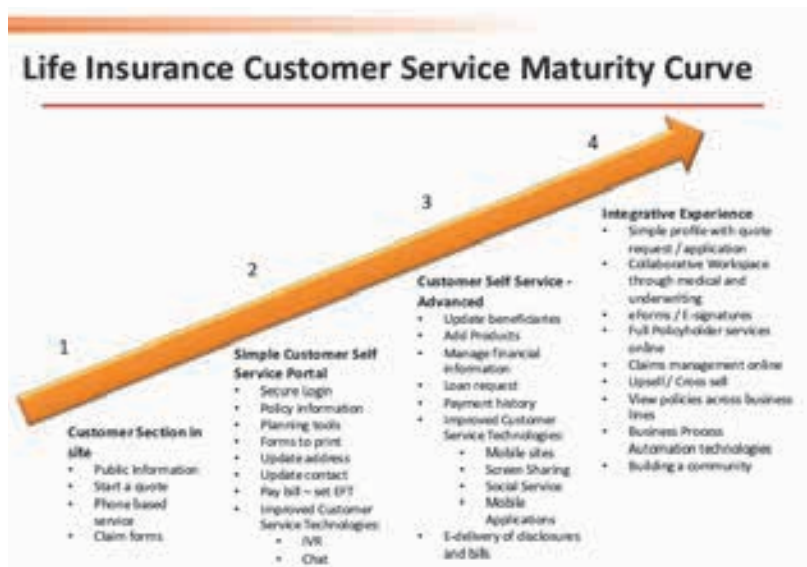 Life Insurance Customer Service Maturity Curve
1
2
3
4
Customer Section in
site
• Public Information
• Start a quote
• Phone based
service
• Claim forms
Simple Customer Self
Service Portal
• Secure Login
• Policy information
• Planning tools
• Forms to print
• Update address
• Update contact
• Pay bill – set EFT
• Improved Customer
Service Technologies:
• IVR
• Chat
Customer Self Service -
Advanced
• Update beneficiaries
• Add Products
• Manage financial
information
• Loan request
• Payment history
• Improved Customer
Service Technologies:
• Mobile sites
• Screen Sharing
• Social Service
• Mobile
Applications
• E-delivery of disclosures
and bills
Integrative Experience
• Simple profile with quote
request / application
• Collaborative Workspace
through medical and
underwriting
• eForms / E-signatures
• Full Policyholder services
online
• Claims management online
• Upsell / Cross sell
• View policies across business
lines
• Business Process
Automation technologies
• Building a community